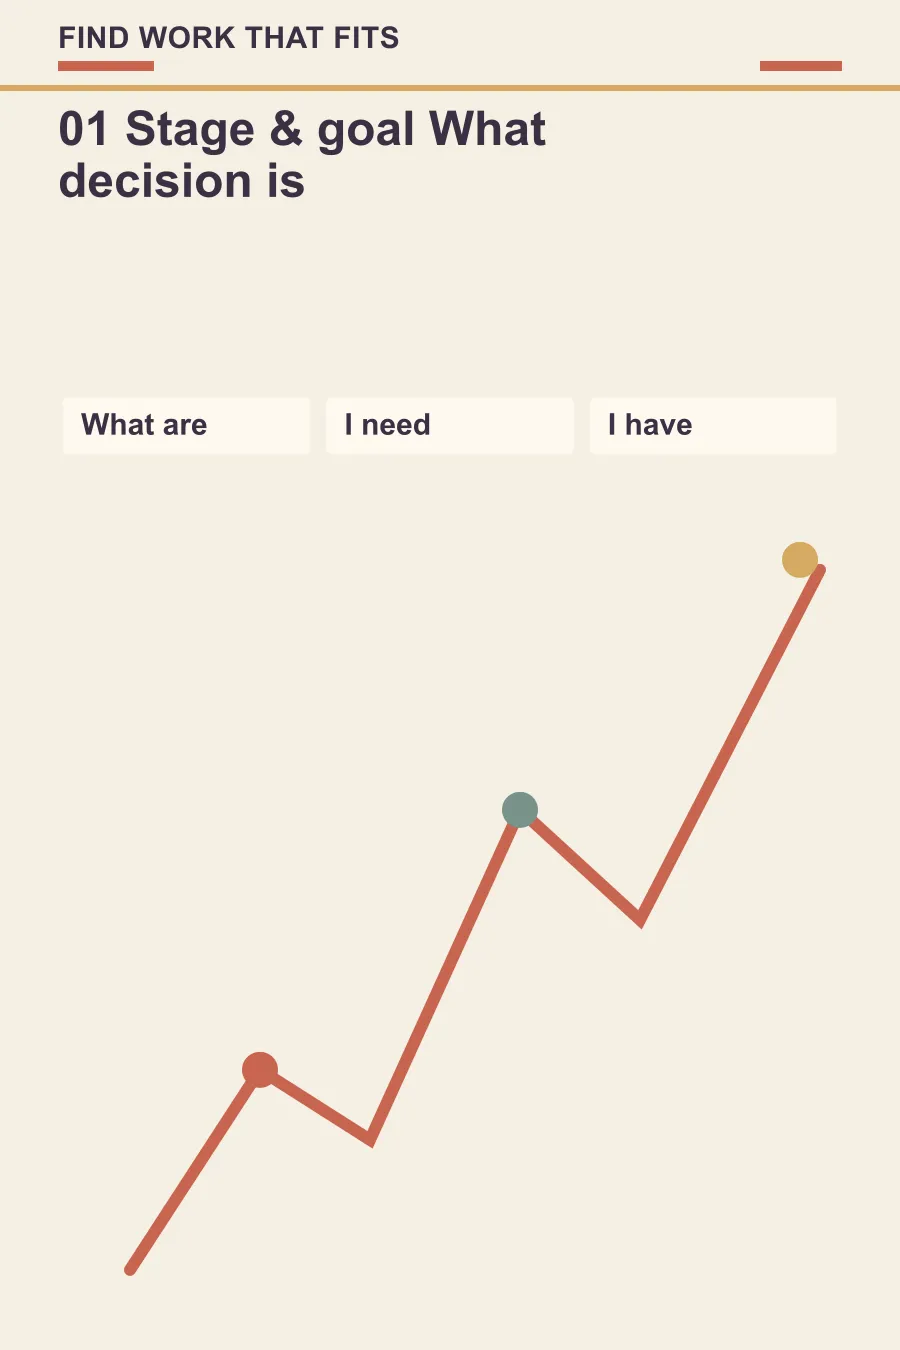 FIND WORK THAT FITS
01 Stage & goal What
decision is
What are
I need
I have